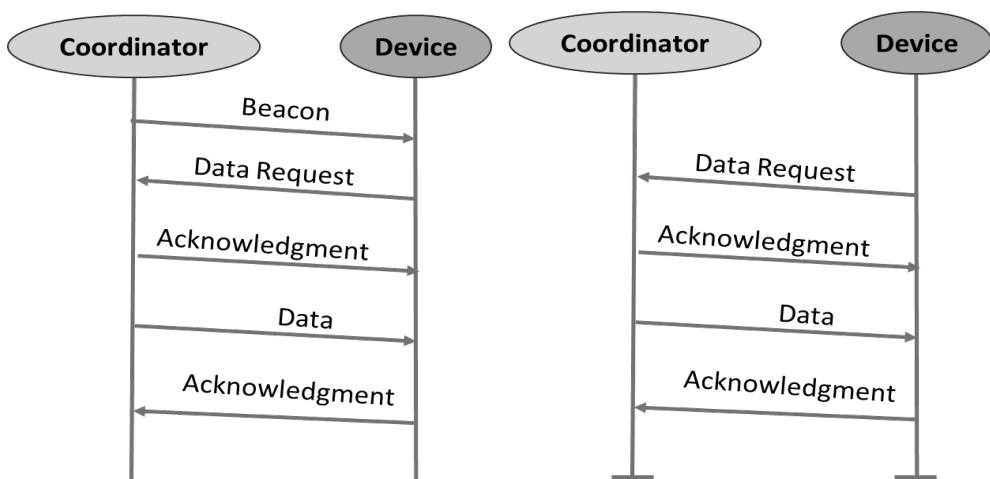 Coordinator
Device
Beacon
Data Request
Acknowledgment
Data
Acknowledgment
Coordinator
Device
Data Request
Acknowledgment
Data
Acknowledgment